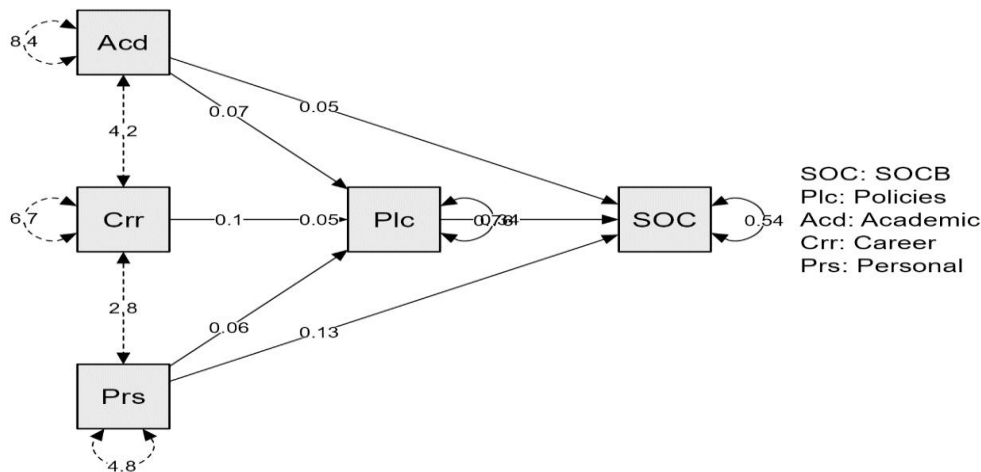 8.4
Acd
0.05
0.07
4.2
6.7
Crr
0.1
0.05
Plc
0.34
SOC
0.54
2.8
0.06
0.13
Prs
4.8
SOC: SOCB
Plc: Policies
Acd: Academic
Crr: Career
Prs: Personal